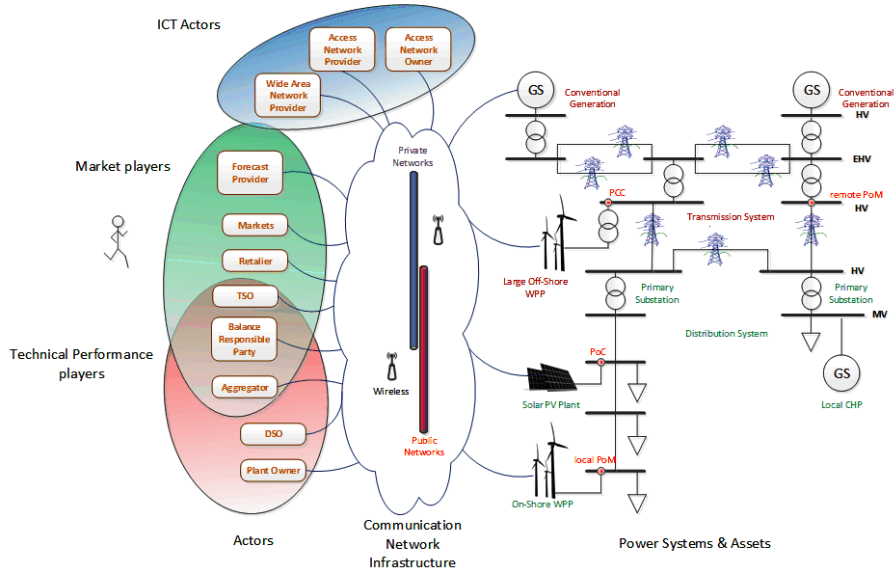 ICT Actors
Access
Network
Provider
Access
Network
Owner
Wide Area
Network
Provider
Market players
Forecast
Provider
Markets
Retalier
TSO
Balance
Responsible
Party
Aggregator
Technical Performance
players
DSO
Plant Owner
Actors
Private Networks
Wireless
Public
Networks
Communication
Network
Infrastructure
GS
Conventional
Generation
GS
Conventional
Generation
HV
EHV
PCC
remote PoM
HV
Transmission System
Large Off-Shore
WPP
HV
Primary
Substation
Primary
Substation
MV
Distribution System
PoC
GS
Solar PV Plant
Local CHP
local PoM
On-Shore WPP
Power Systems & Assets